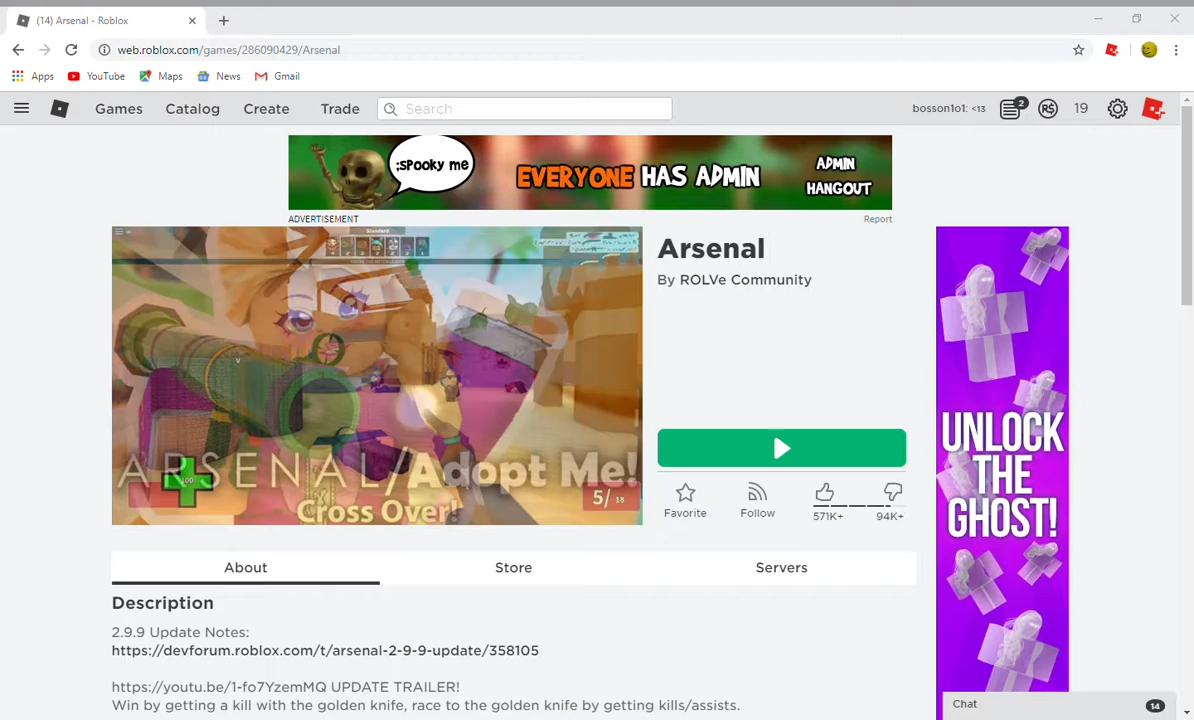 (14) Arsenal - Roblox
web.roblox.com/games/286090429/Arsenal
Apps YouTube Maps News Gmail
Games Catalog Create Trade Search bosson1o1: <13 2 R$ 19
;spooky me EVERYONE HAS ADMIN ADMIN HANGOUT
ADVERTISEMENT Report
Standard
Arsenal
By ROLVe Community
100
ARSENAL/Adopt Me!
Cross Over!
5/18
Favorite Follow 571K+ 94K+
UNLOCK
THE
GHOST!
About Store Servers
Description
2.9.9 Update Notes:
https://devforum.roblox.com/t/arsenal-2-9-9-update/358105
https://youtu.be/1-fo7YzemMQ UPDATE TRAILER!
Win by getting a kill with the golden knife, race to the golden knife by getting kills/assists.
Chat 14